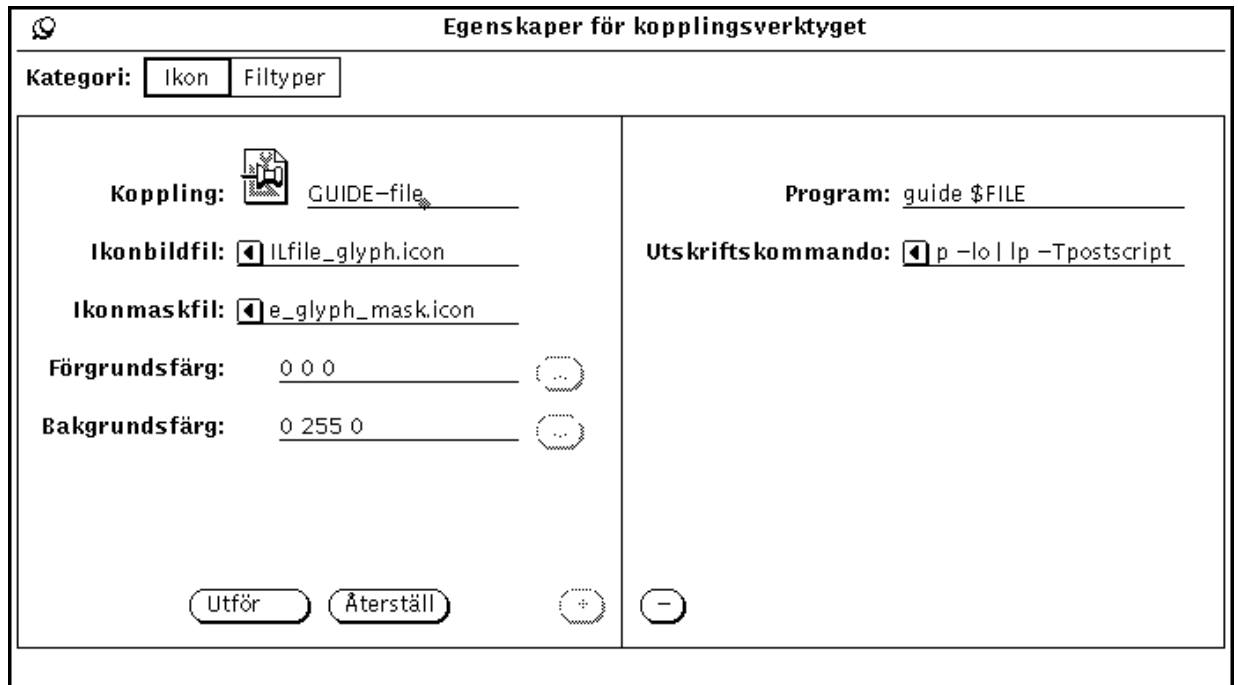 Egenskaper för kopplingsverktyget
Kategori: Ikon Filtyper
Koppling: GUIDE−file
Ikonbildfil: ILfile_glyph.icon
Ikonmaskfil: e_glyph_mask.icon
Förgrundsfärg: 0 0 0 ...
Bakgrundsfärg: 0 255 0 ...
Utför Återställ +
Program: guide $FILE
Utskriftskommando: p −lo | lp −Tpostscript
−